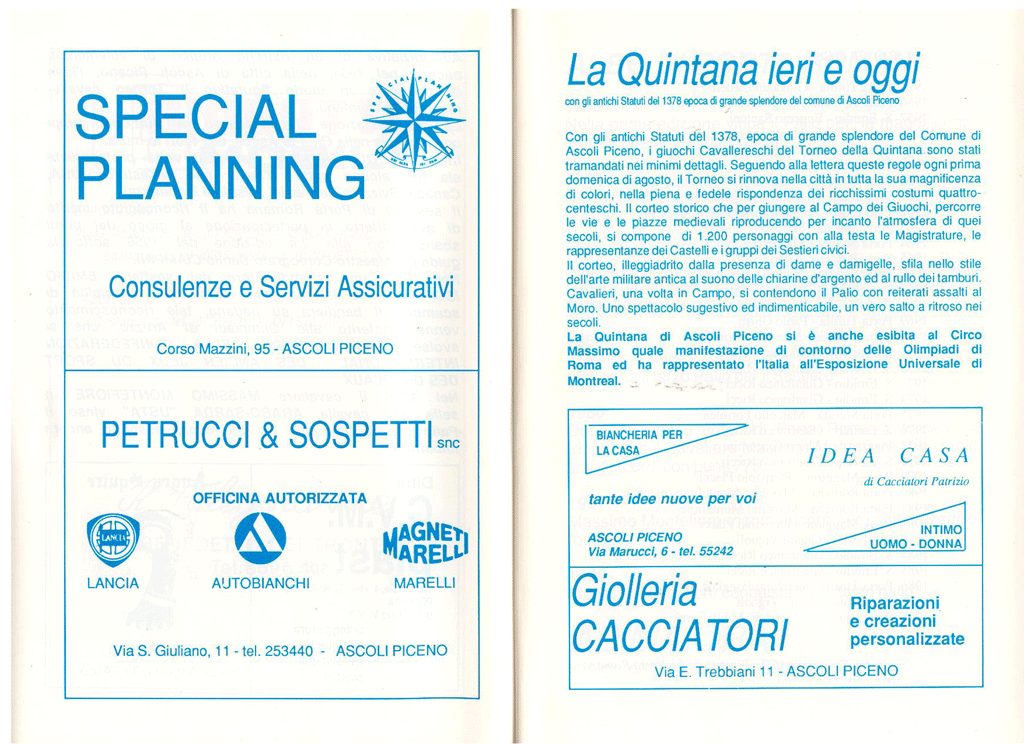 SPECIAL
PLANNING
SPECIAL PLANNING
Consulenze e Servizi Assicurativi
Corso Mazzini, 95 - ASCOLI PICENO
PETRUCCI & SOSPETTI snc
OFFICINA AUTORIZZATA
LANCIA
MAGNETI
MARELLI
LANCIA AUTOBIANCHI MARELLI
Via S. Giuliano, 11 - tel. 253440 - ASCOLI PICENO
La Quintana ieri e oggi
con gli antichi Statuti del 1378 epoca di grande splendore del comune di Ascoli Piceno
Con gli antichi Statuti del 1378, epoca di grande splendore del Comune di
Ascoli Piceno, i giuochi Cavallereschi del Torneo della Quintana sono stati
tramandati nei minimi dettagli. Seguendo alla lettera queste regole ogni prima
domenica di agosto, il Torneo si rinnova nella città in tutta la sua magnificenza
di colori, nella piena e fedele rispondenza dei ricchissimi costumi quattro-
centeschi. Il corteo storico che per giungere al Campo dei Giuochi, percorre
le vie e le piazze medievali riproducendo per incanto l'atmosfera di quei
secoli, si compone di 1.200 personaggi con alla testa le Magistrature, le
rappresentanze dei Castelli e i gruppi dei Sestieri civici.
Il corteo, illeggiadrito dalla presenza di dame e damigelle, sfila nello stile
dell'arte militare antica al suono delle chiarine d'argento ed al rullo dei tamburi.
Cavalieri, una volta in Campo, si contendono il Palio con reiterati assalti al
Moro. Uno spettacolo sugestivo ed indimenticabile, un vero salto a ritroso nei
secoli.
La Quintana di Ascoli Piceno si è anche esibita al Circo
Massimo quale manifestazione di contorno delle Olimpiadi di
Roma ed ha rappresentato l'Italia all'Esposizione Universale di
Montreal.
BIANCHERIA PER
LA CASA
IDEA CASA
di Cacciatori Patrizio
tante idee nuove per voi
ASCOLI PICENO
Via Marucci, 6 - tel. 55242
INTIMO
UOMO - DONNA
Giolleria
CACCIATORI
Riparazioni
e creazioni
personalizzate
Via E. Trebbiani 11 - ASCOLI PICENO